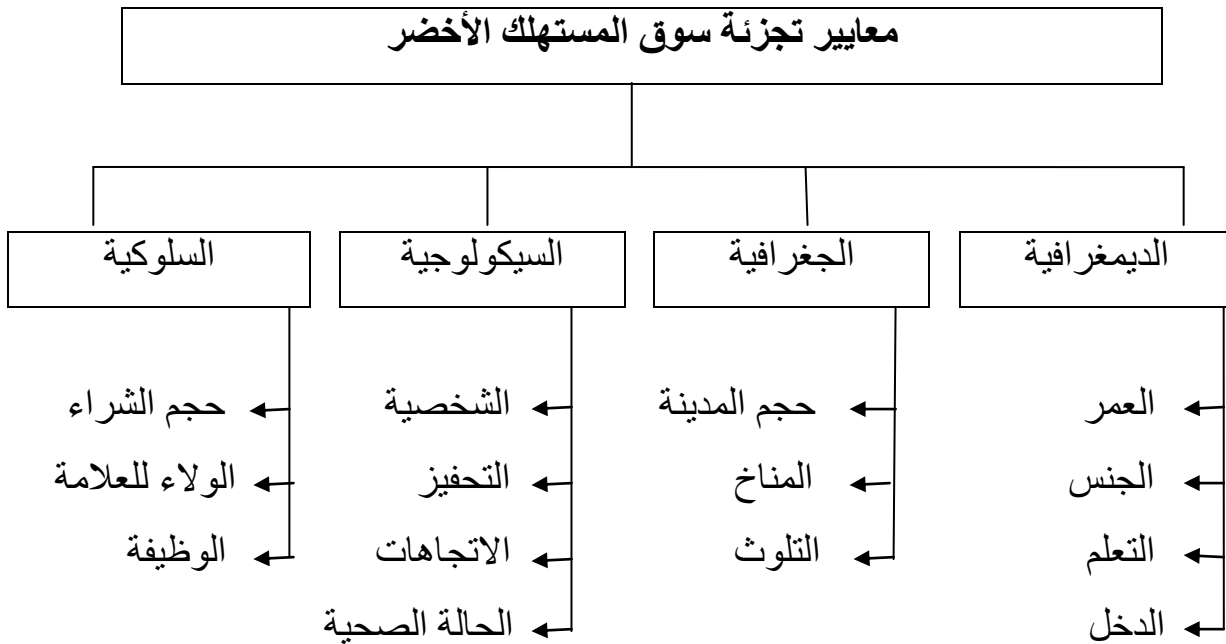 معايير تجزئة سوق المستهلك الأخضر
الديمغرافية
الجغرافية
السيكولوجية
السلوكية
العمر
الجنس
التعلم
الدخل
حجم المدينة
المناخ
التلوث
الشخصية
التحفيز
الاتجاهات
الحالة الصحية
حجم الشراء
الولاء للعلامة
الوظيفة